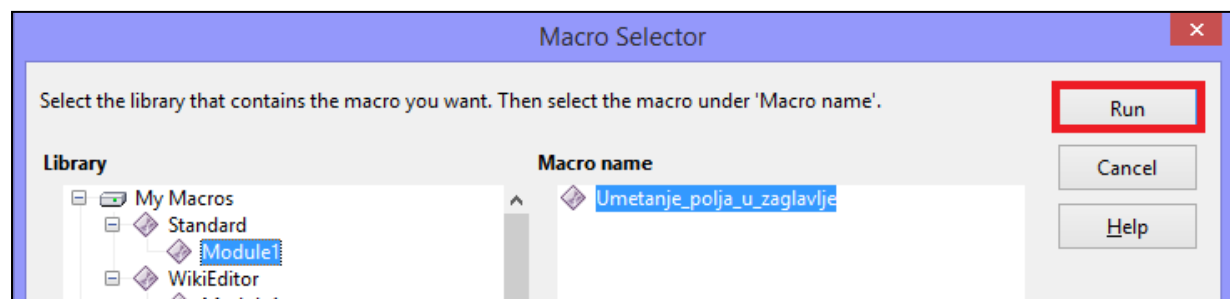 Macro Selector
Select the library that contains the macro you want. Then select the macro under 'Macro name'.
Run
Library
Macro name
Cancel
My Macros
Umetanje_polja_u_zaglavlje
Standard
Help
Module1
WikiEditor